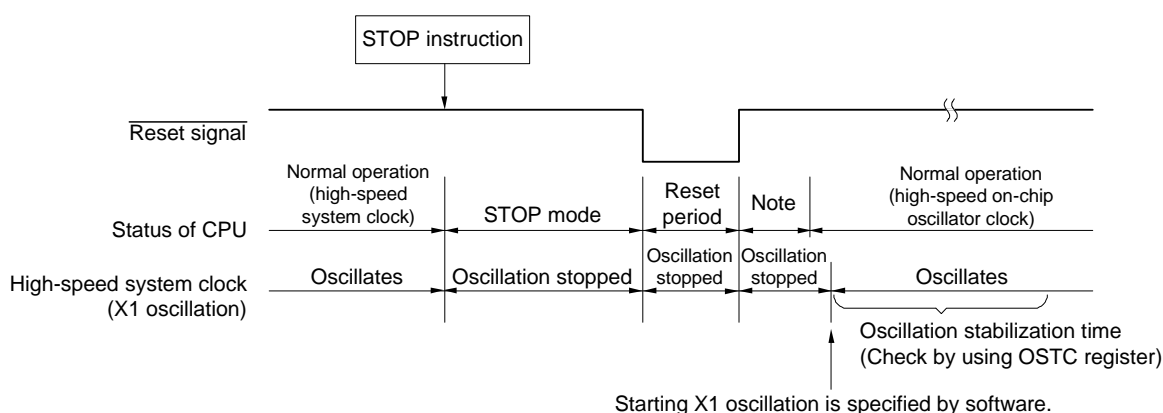 STOP instruction
Reset signal
Normal operation
(high-speed
system clock)
STOP mode
Reset
period
Note
Normal operation
(high-speed on-chip
oscillator clock)
Status of CPU
High-speed system clock
(X1 oscillation)
Oscillates
Oscillation stopped
Oscillation
stopped
Oscillation
stopped
Oscillates
Oscillation stabilization time
(Check by using OSTC register)
Starting X1 oscillation is specified by software.